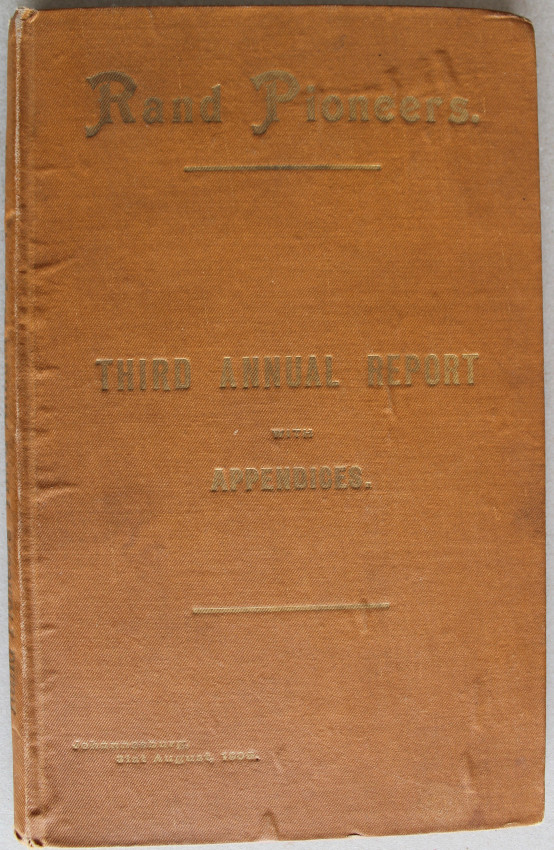 Rand Pioneers.
THIRD ANNUAL REPORT
WITH
APPENDICES.
Johannesburg,
31st August,